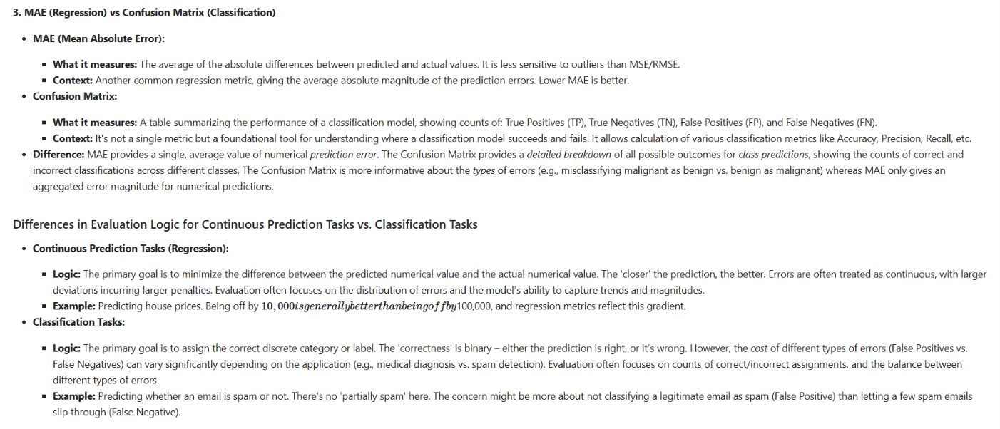 3. MAE (Regression) vs Confusion Matrix (Classification)
• MAE (Mean Absolute Error):
▪ What it measures: The average of the absolute differences between predicted and actual values. It is less sensitive to outliers than MSE/RMSE.
▪ Context: Another common regression metric, giving the average absolute magnitude of the prediction errors. Lower MAE is better.
• Confusion Matrix:
▪ What it measures: A table summarizing the performance of a classification model, showing counts of: True Positives (TP), True Negatives (TN), False Positives (FP), and False Negatives (FN).
▪ Context: It's not a single metric but a foundational tool for understanding where a classification model succeeds and fails. It allows calculation of various classification metrics like Accuracy, Precision, Recall, etc.
• Difference: MAE provides a single, average value of numerical prediction error. The Confusion Matrix provides a detailed breakdown of all possible outcomes for class predictions, showing the counts of correct and
incorrect classifications across different classes. The Confusion Matrix is more informative about the types of errors (e.g., misclassifying malignant as benign vs. benign as malignant) whereas MAE only gives an
aggregated error magnitude for numerical predictions.
Differences in Evaluation Logic for Continuous Prediction Tasks vs. Classification Tasks
• Continuous Prediction Tasks (Regression):
▪ Logic: The primary goal is to minimize the difference between the predicted numerical value and the actual numerical value. The 'closer' the prediction, the better. Errors are often treated as continuous, with larger
deviations incurring larger penalties. Evaluation often focuses on the distribution of errors and the model's ability to capture trends and magnitudes.
▪ Example: Predicting house prices. Being off by 10,000isgenerallybetterthanbeingoffby100,000, and regression metrics reflect this gradient.
• Classification Tasks:
▪ Logic: The primary goal is to assign the correct discrete category or label. The 'correctness' is binary – either the prediction is right, or it's wrong. However, the cost of different types of errors (False Positives vs.
False Negatives) can vary significantly depending on the application (e.g., medical diagnosis vs. spam detection). Evaluation often focuses on counts of correct/incorrect assignments, and the balance between
different types of errors.
▪ Example: Predicting whether an email is spam or not. There's no 'partially spam' here. The concern might be more about not classifying a legitimate email as spam (False Positive) than letting a few spam emails
slip through (False Negative).